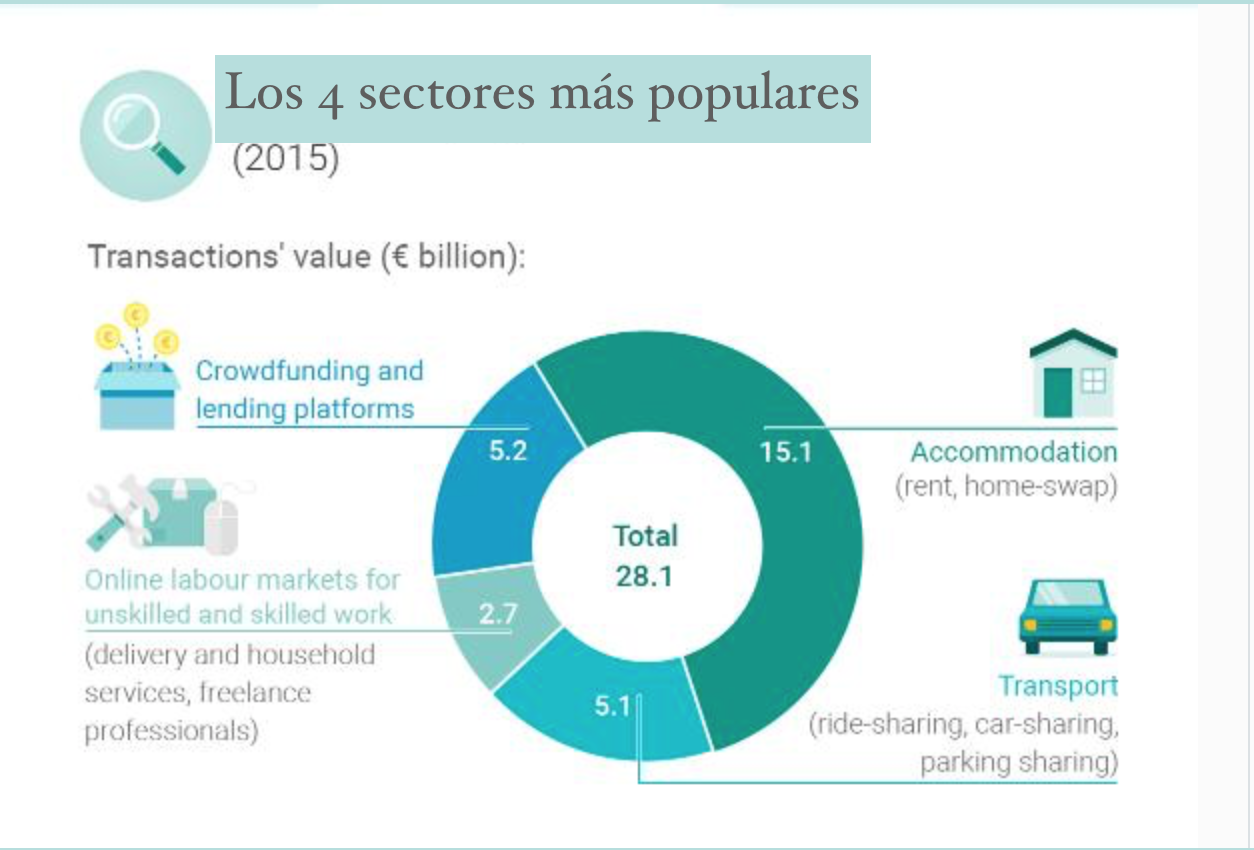 Los 4 sectores más populares
(2015)
Transactions' value (€ billion):
Crowdfunding and
lending platforms
5.2
15.1
Accommodation
(rent, home-swap)
Total
28.1
Online labour markets for
unskilled and skilled work
2.7
(delivery and household
services, freelance
professionals)
5.1
Transport
(ride-sharing, car-sharing,
parking sharing)